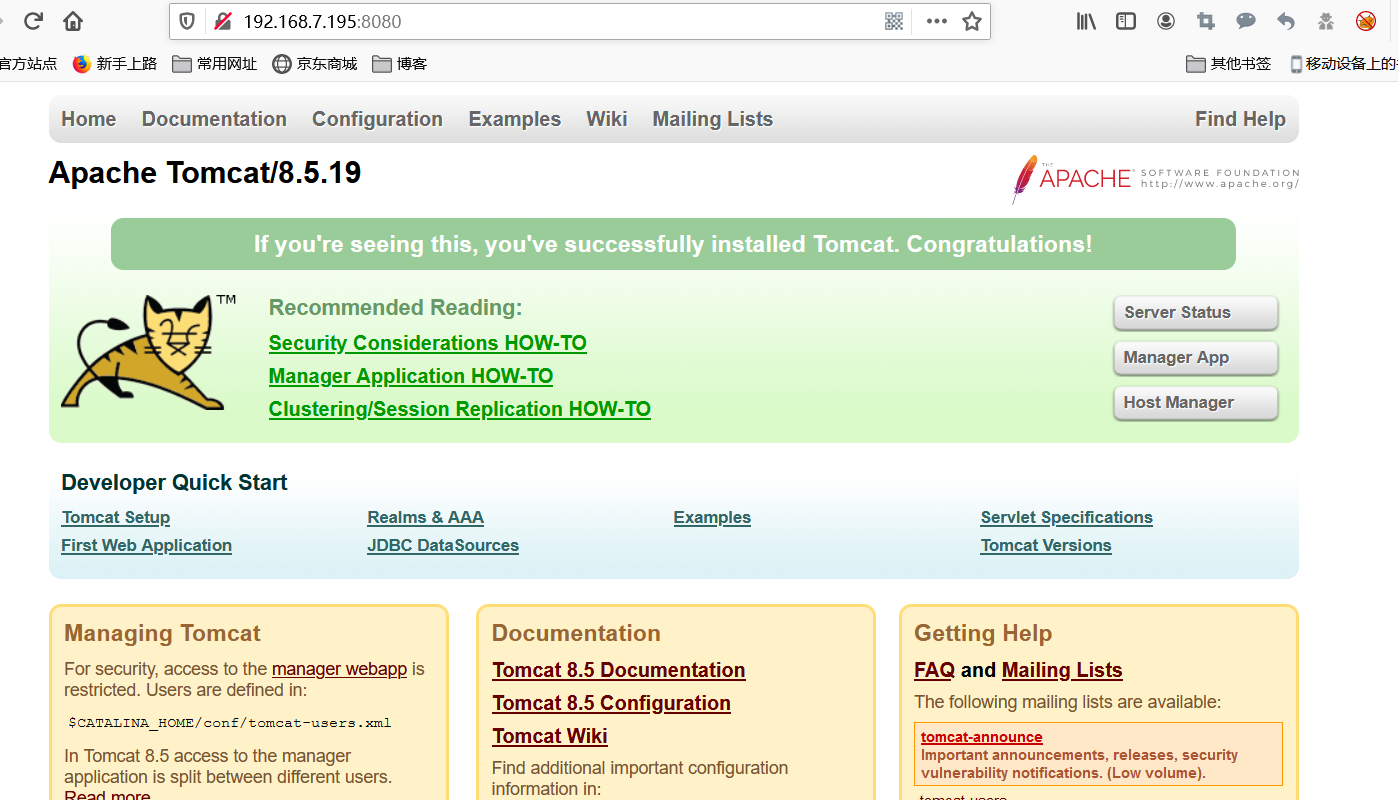 192.168.7.195:8080
官方站点 新手上路 常用网址 京东商城 博客 其他书签 移动设备上的
Home Documentation Configuration Examples Wiki Mailing Lists Find Help
Apache Tomcat/8.5.19
THE APACHE SOFTWARE FOUNDATION
http://www.apache.org/
If you're seeing this, you've successfully installed Tomcat. Congratulations!
TM
Recommended Reading:
Security Considerations HOW-TO
Manager Application HOW-TO
Clustering/Session Replication HOW-TO
Server Status
Manager App
Host Manager
Developer Quick Start
Tomcat Setup Realms & AAA Examples Servlet Specifications
First Web Application JDBC DataSources Tomcat Versions
Managing Tomcat
For security, access to the manager webapp is
restricted. Users are defined in:
$CATALINA_HOME/conf/tomcat-users.xml
In Tomcat 8.5 access to the manager
application is split between different users.
Read more
Documentation
Tomcat 8.5 Documentation
Tomcat 8.5 Configuration
Tomcat Wiki
Find additional important configuration
information in:
Getting Help
FAQ and Mailing Lists
The following mailing lists are available:
tomcat-announce
Important announcements, releases, security
vulnerability notifications. (Low volume).
tomcat-users